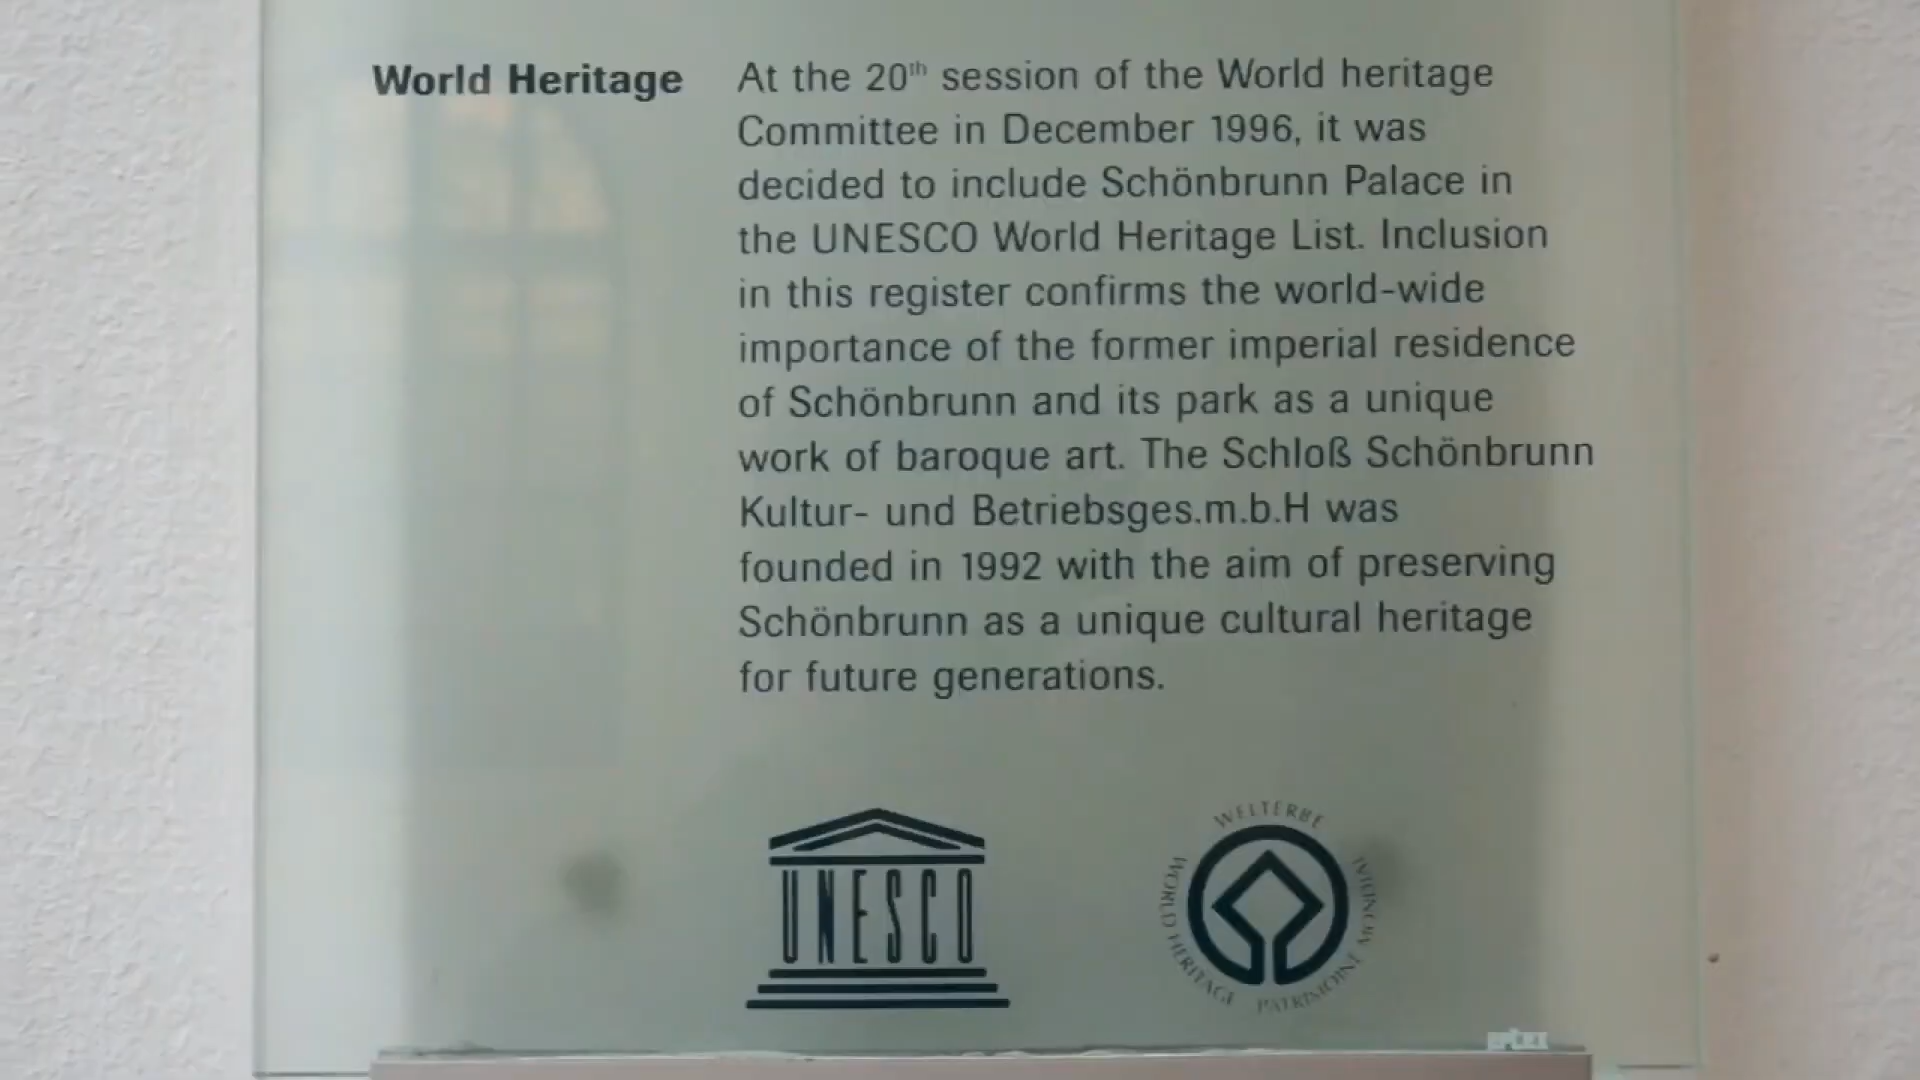 World Heritage
At the 20th session of the World heritage
Committee in December 1996, it was
decided to include Schönbrunn Palace in
the UNESCO World Heritage List. Inclusion
in this register confirms the world-wide
importance of the former imperial residence
of Schönbrunn and its park as a unique
work of baroque art. The Schloß Schönbrunn
Kultur- und Betriebsges.m.b.H was
founded in 1992 with the aim of preserving
Schönbrunn as a unique cultural heritage
for future generations.
UNESCO
WELTERBE
WORLD HERITAGE
PATRIMOINE MONDIAL